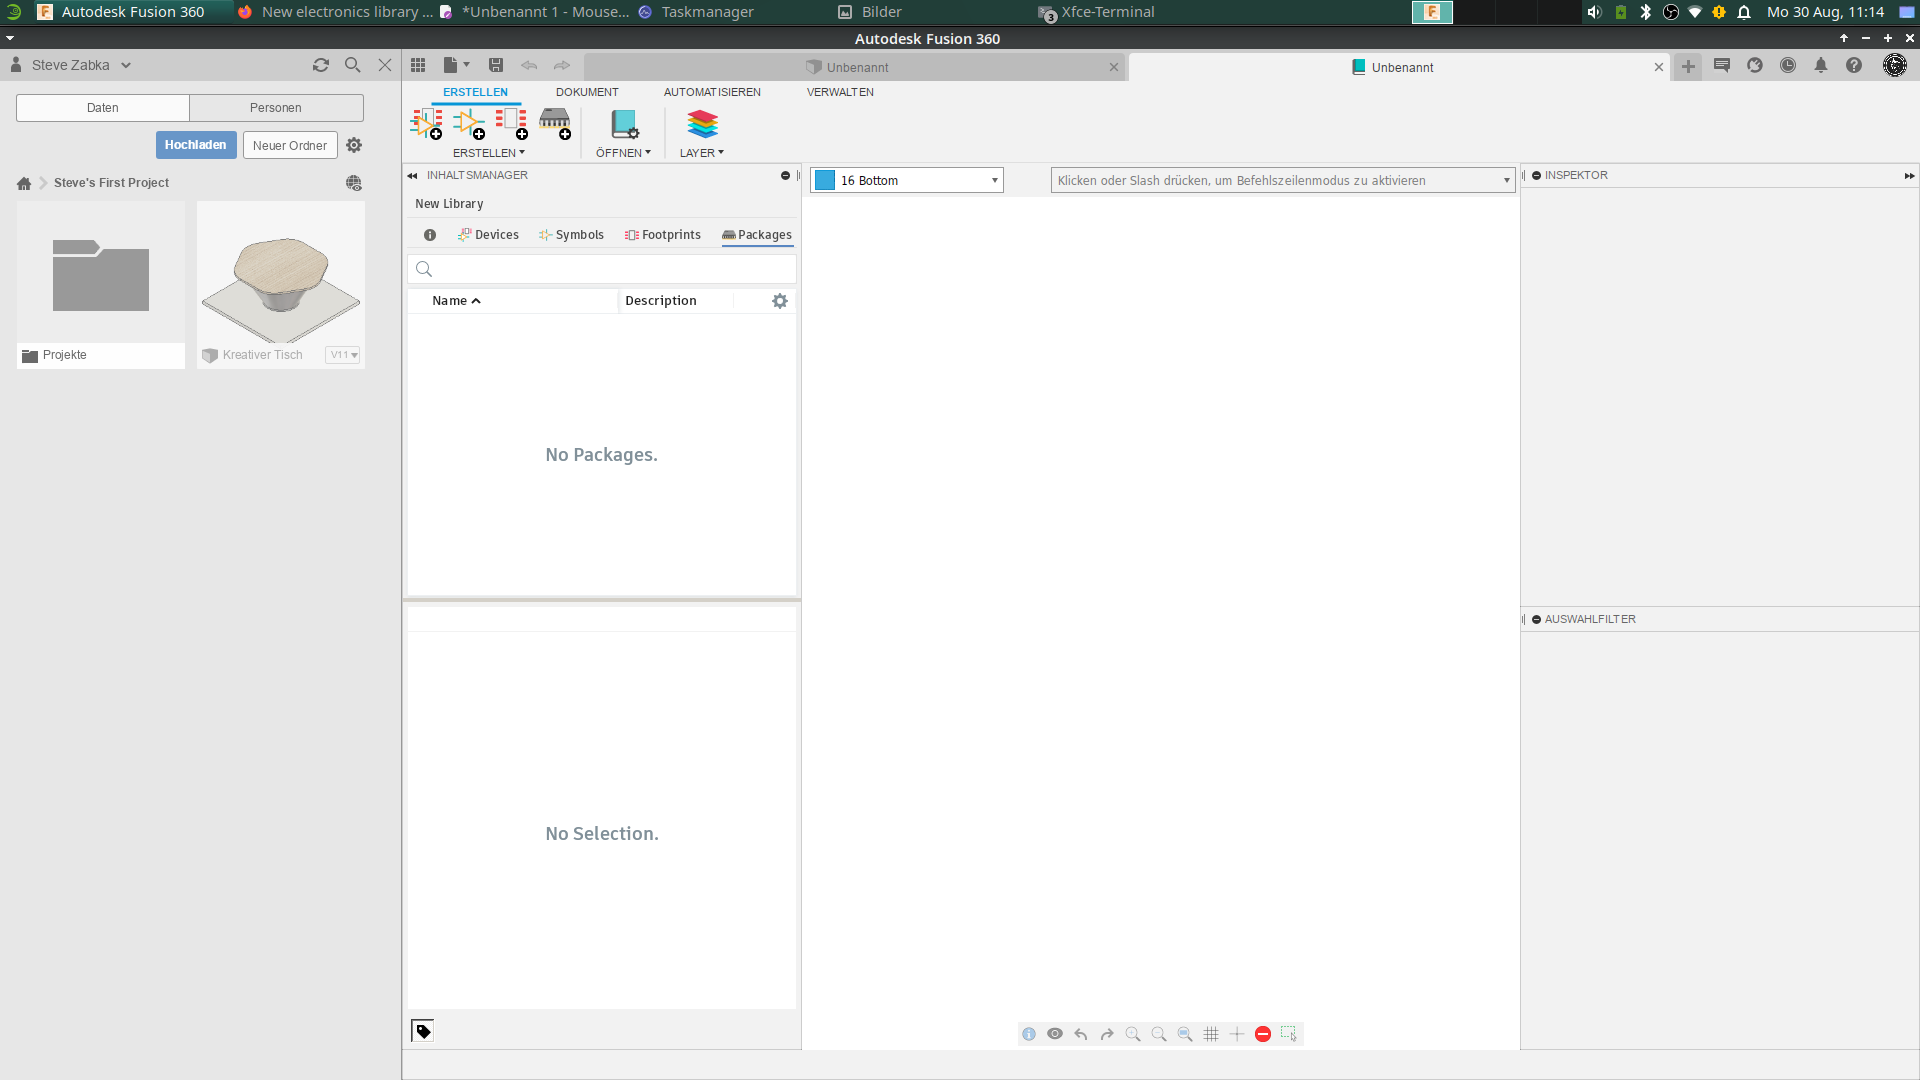 Autodesk Fusion 360
New electronics library ...
*Unbenannt 1 - Mouse...
Taskmanager
Bilder
3
Xfce-Terminal
Mo 30 Aug, 11:14
Autodesk Fusion 360
Steve Zabka
Unbenannt
Unbenannt
Daten
Personen
Hochladen
Neuer Ordner
Steve's First Project
Projekte
Kreativer Tisch
V11
ERSTELLEN
DOKUMENT
AUTOMATISIEREN
VERWALTEN
ERSTELLEN
ÖFFNEN
LAYER
INHALTSMANAGER
New Library
Devices
Symbols
Footprints
Packages
Name
Description
No Packages.
No Selection.
16 Bottom
Klicken oder Slash drücken, um Befehlszeilenmodus zu aktivieren
INSPEKTOR
AUSWAHLFILTER